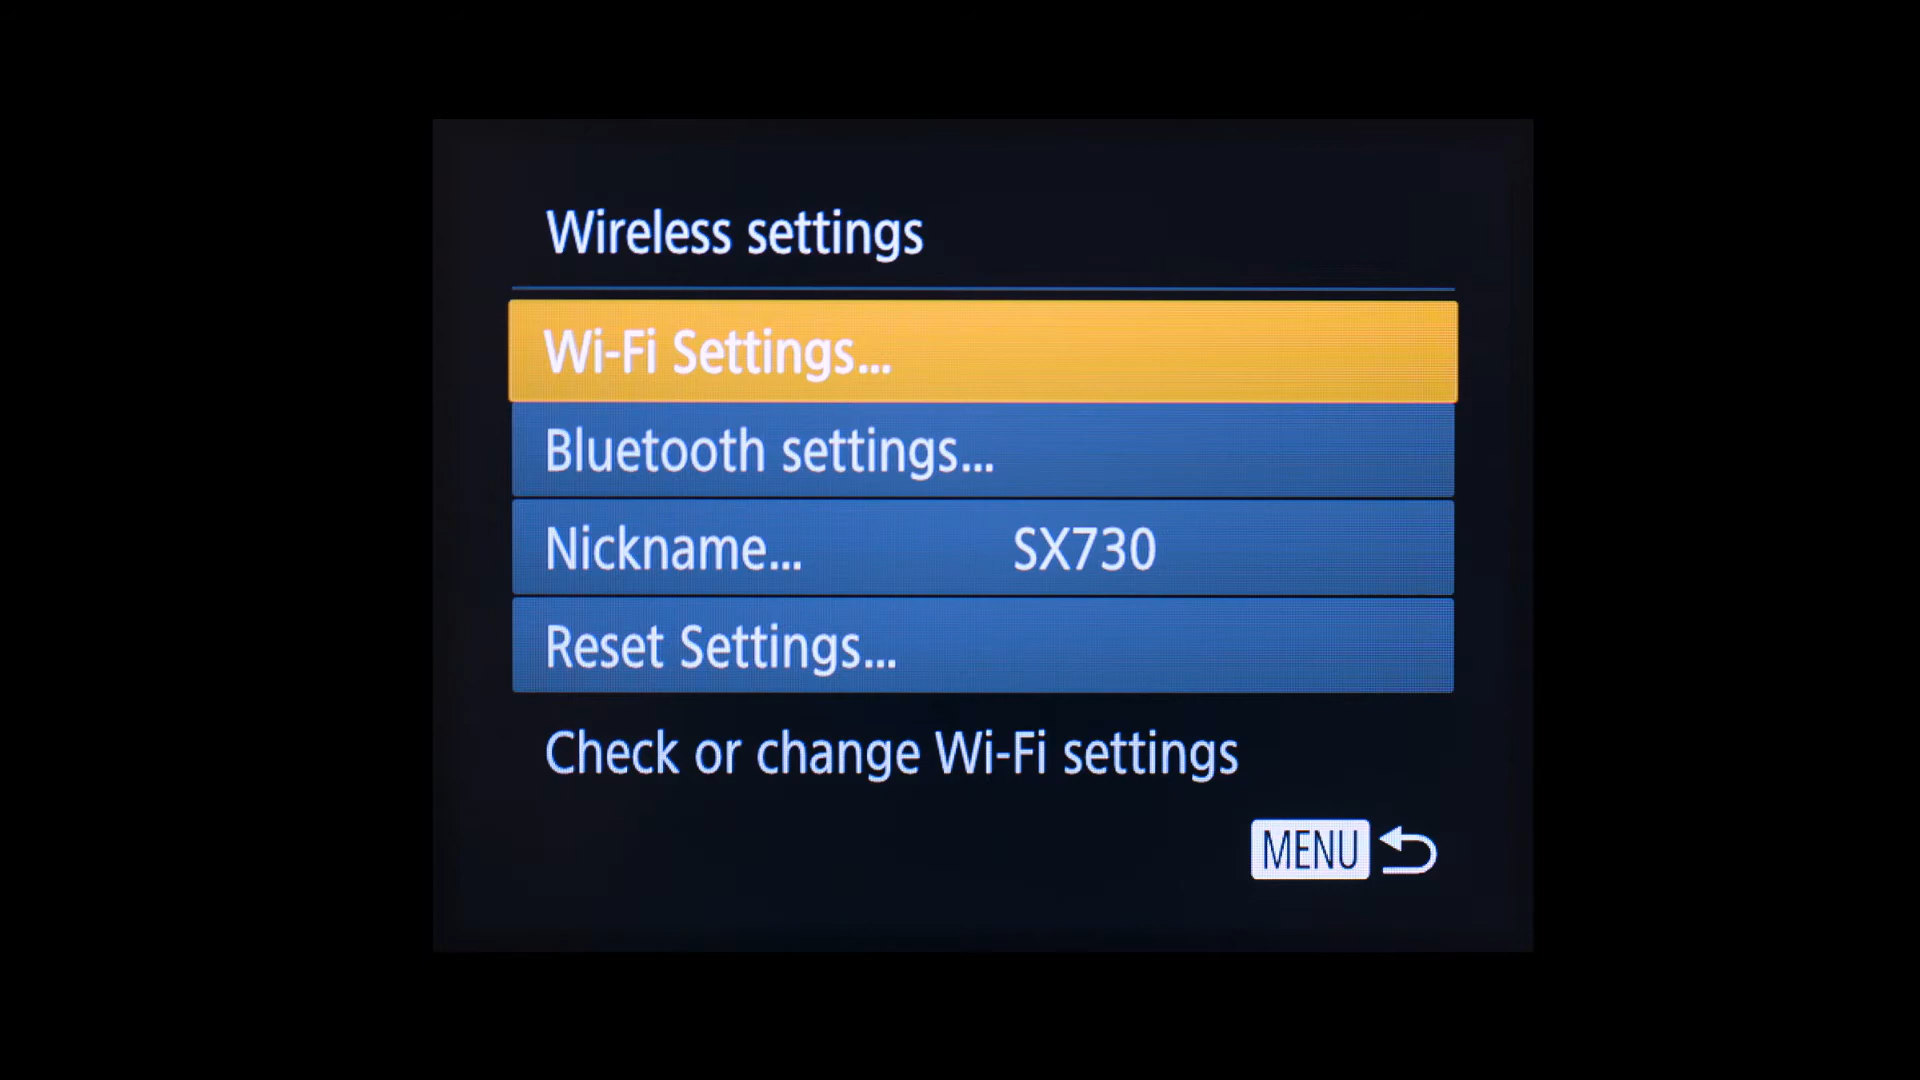 Wireless settings
Wi-Fi Settings...
Bluetooth settings...
Nickname... SX730
Reset Settings...
Check or change Wi-Fi settings
MENU